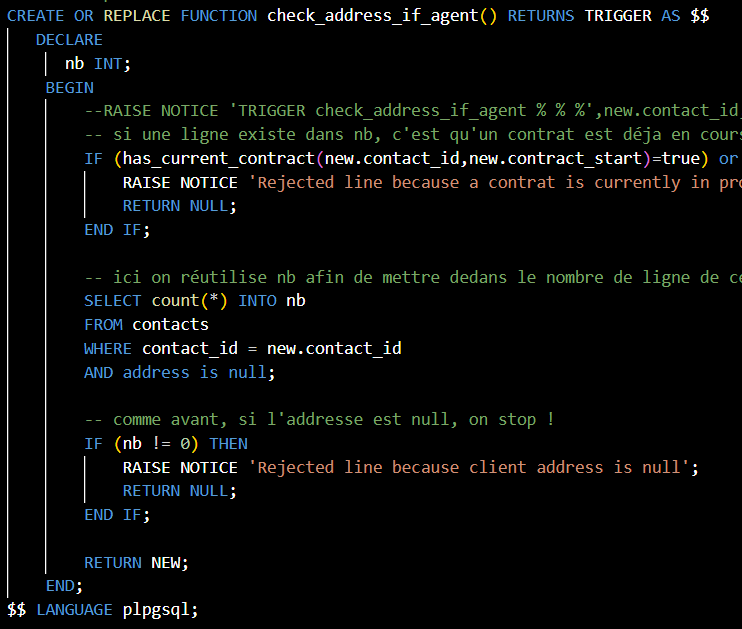 CREATE OR REPLACE FUNCTION check_address_if_agent() RETURNS TRIGGER AS $$
DECLARE
nb INT;
BEGIN
--RAISE NOTICE 'TRIGGER check_address_if_agent % % %',new.contact_id,
-- si une ligne existe dans nb, c'est qu'un contrat est déja en cours
IF (has_current_contract(new.contact_id,new.contract_start)=true) or
RAISE NOTICE 'Rejected line because a contrat is currently in pro
RETURN NULL;
END IF;
-- ici on réutilise nb afin de mettre dedans le nombre de ligne de ce
SELECT count(*) INTO nb
FROM contacts
WHERE contact_id = new.contact_id
AND address is null;
-- comme avant, si l'addresse est null, on stop !
IF (nb != 0) THEN
RAISE NOTICE 'Rejected line because client address is null';
RETURN NULL;
END IF;
RETURN NEW;
END;
$$ LANGUAGE plpgsql;